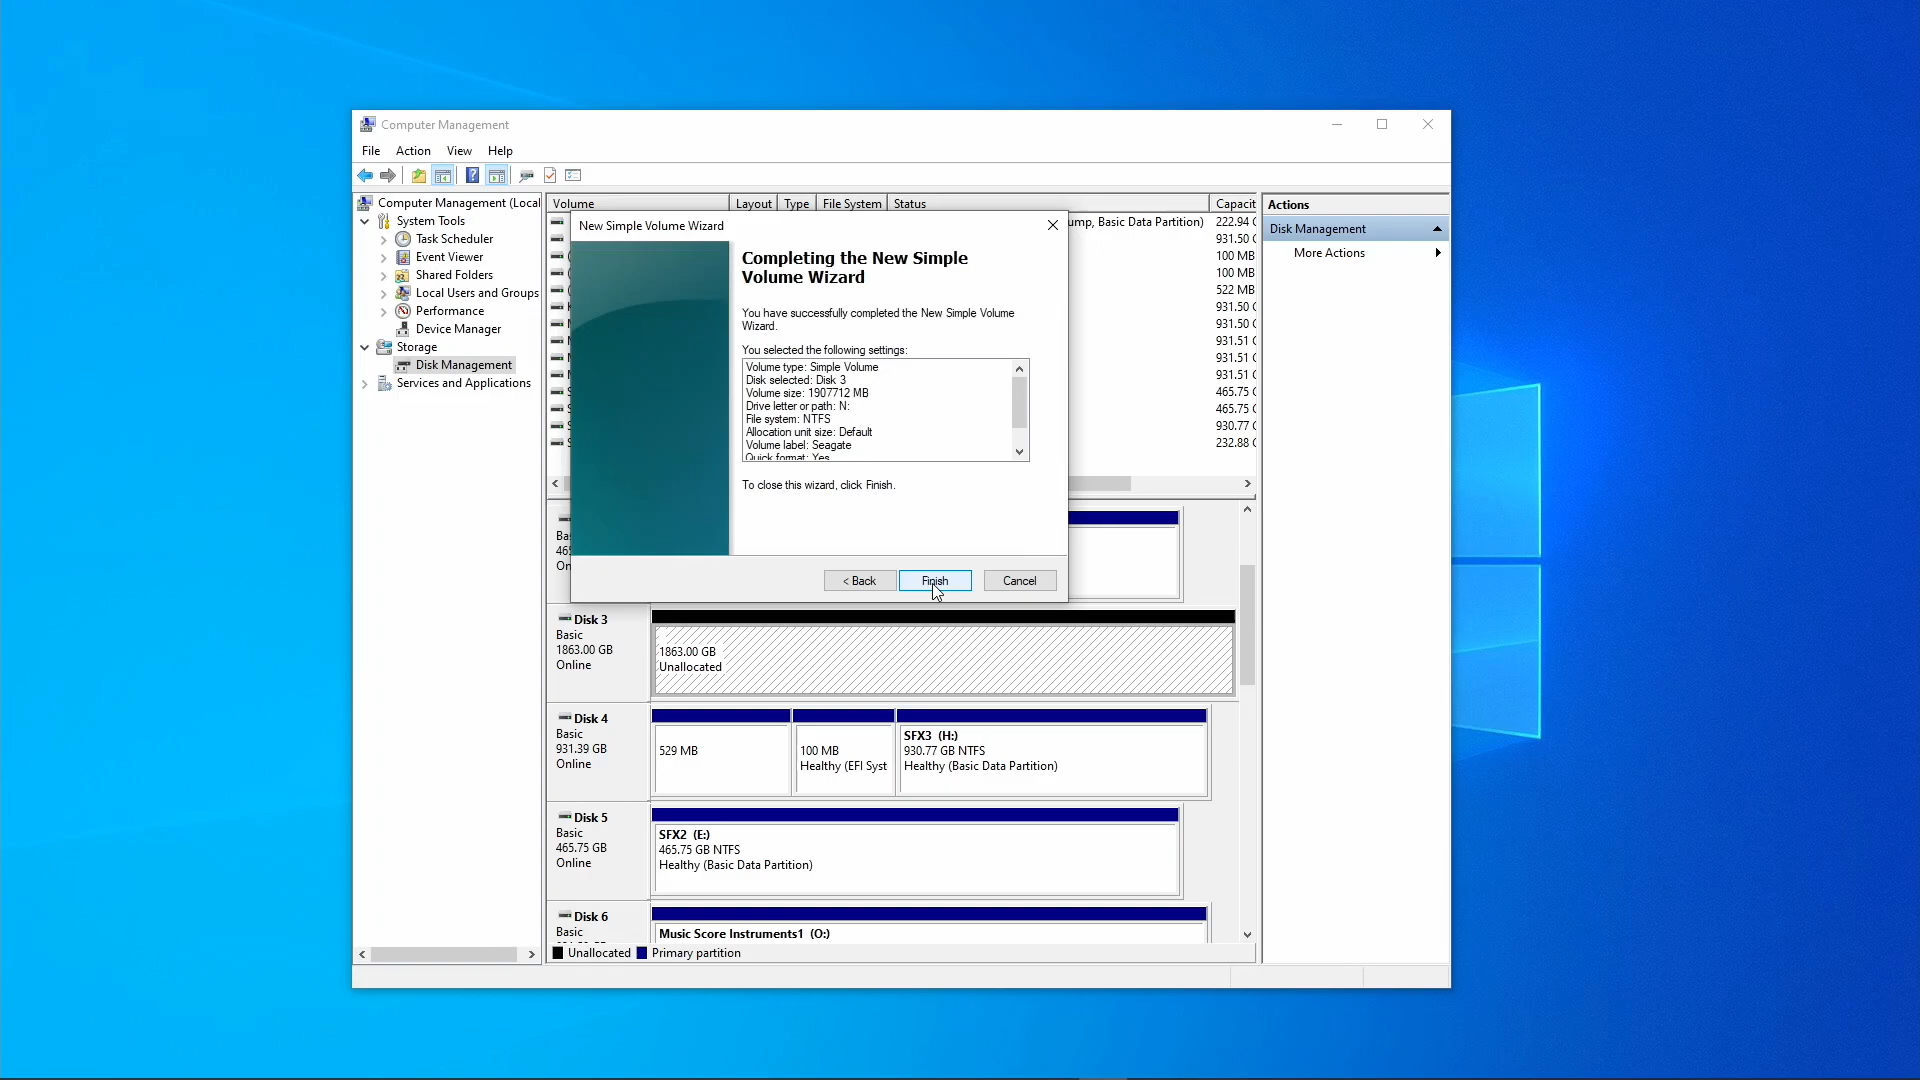 Computer Management
File Action View Help
Computer Management (Local
System Tools
Task Scheduler
Event Viewer
Shared Folders
Local Users and Groups
Performance
Device Manager
Storage
Disk Management
Services and Applications
Volume Layout Type File System Status Capacit
ump, Basic Data Partition) 222.94
931.50
100 MB
100 MB
522 MB
931.50
931.50
931.51
931.51
931.51
465.75
465.75
930.77
232.88
New Simple Volume Wizard
Completing the New Simple
Volume Wizard
You have successfully completed the New Simple Volume
Wizard.
You selected the following settings:
Volume type: Simple Volume
Disk selected: Disk 3
Volume size: 1907712 MB
Drive letter or path: N:
File system: NTFS
Allocation unit size: Default
Volume label: Seagate
Quick format: Yes
To close this wizard, click Finish.
< Back Finish Cancel
Disk 3
Basic
1863.00 GB
Online
1863.00 GB
Unallocated
Disk 4
Basic
931.39 GB
Online
529 MB
100 MB
Healthy (EFI Syst
SFX3 (H:)
930.77 GB NTFS
Healthy (Basic Data Partition)
Disk 5
Basic
465.75 GB
Online
SFX2 (E:)
465.75 GB NTFS
Healthy (Basic Data Partition)
Disk 6
Basic
Music Score Instruments1 (O:)
Unallocated Primary partition
Actions
Disk Management
More Actions